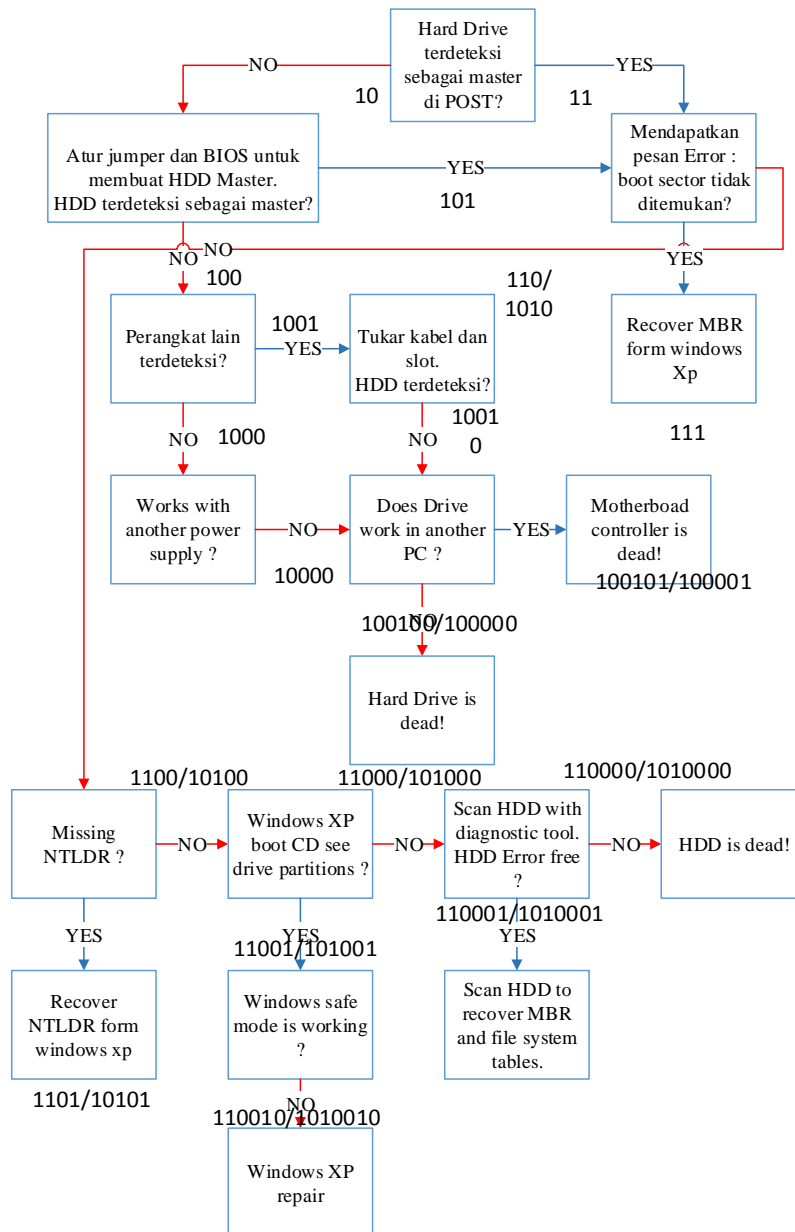 Hard Drive
terdeteksi
sebagai master
di POST?
NO
YES
10
11
Atur jumper dan BIOS untuk
membuat HDD Master.
HDD terdeteksi sebagai master?
YES
101
Mendapatkan
pesan Error :
boot sector tidak
ditemukan?
NO
NO
100
YES
110/
1010
Perangkat lain
terdeteksi?
1001
YES
Tukar kabel dan
slot.
HDD terdeteksi?
Recover MBR
form windows
Xp
NO
1000
NO
1001
0
111
Works with
another power
supply ?
NO
10000
Does Drive
work in another
PC ?
YES
Motherboad
controller is
dead!
100101/100001
NO
100100/100000
Hard Drive is
dead!
1100/10100
11000/101000
110000/1010000
Missing
NTLDR ?
NO
Windows XP
boot CD see
drive partitions ?
NO
Scan HDD with
diagnostic tool.
HDD Error free
?
NO
HDD is dead!
YES
YES
11001/101001
110001/1010001
YES
Recover
NTLDR form
windows xp
Windows safe
mode is working
?
Scan HDD to
recover MBR
and file system
tables.
1101/10101
NO
110010/1010010
Windows XP
repair